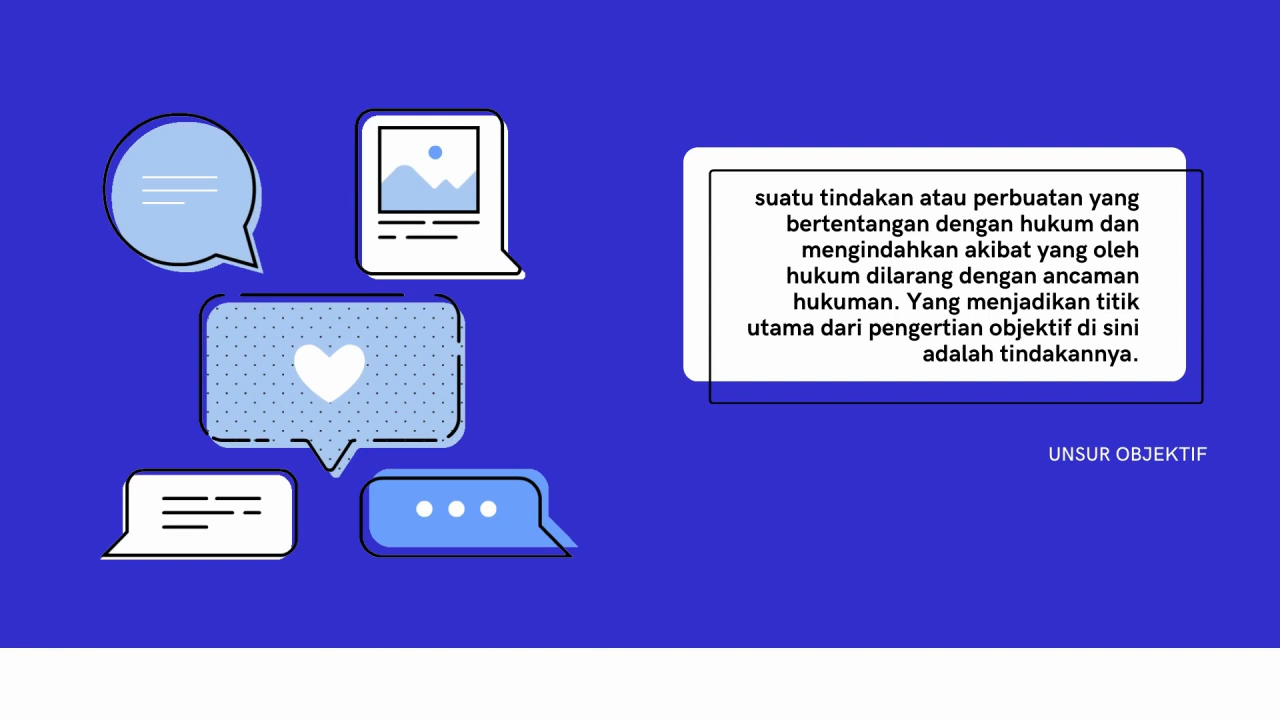 suatu tindakan atau perbuatan yang
bertentangan dengan hukum dan
mengindahkan akibat yang oleh
hukum dilarang dengan ancaman
hukuman. Yang menjadikan titik
utama dari pengertian objektif di sini
adalah tindakannya.
UNSUR OBJEKTIF